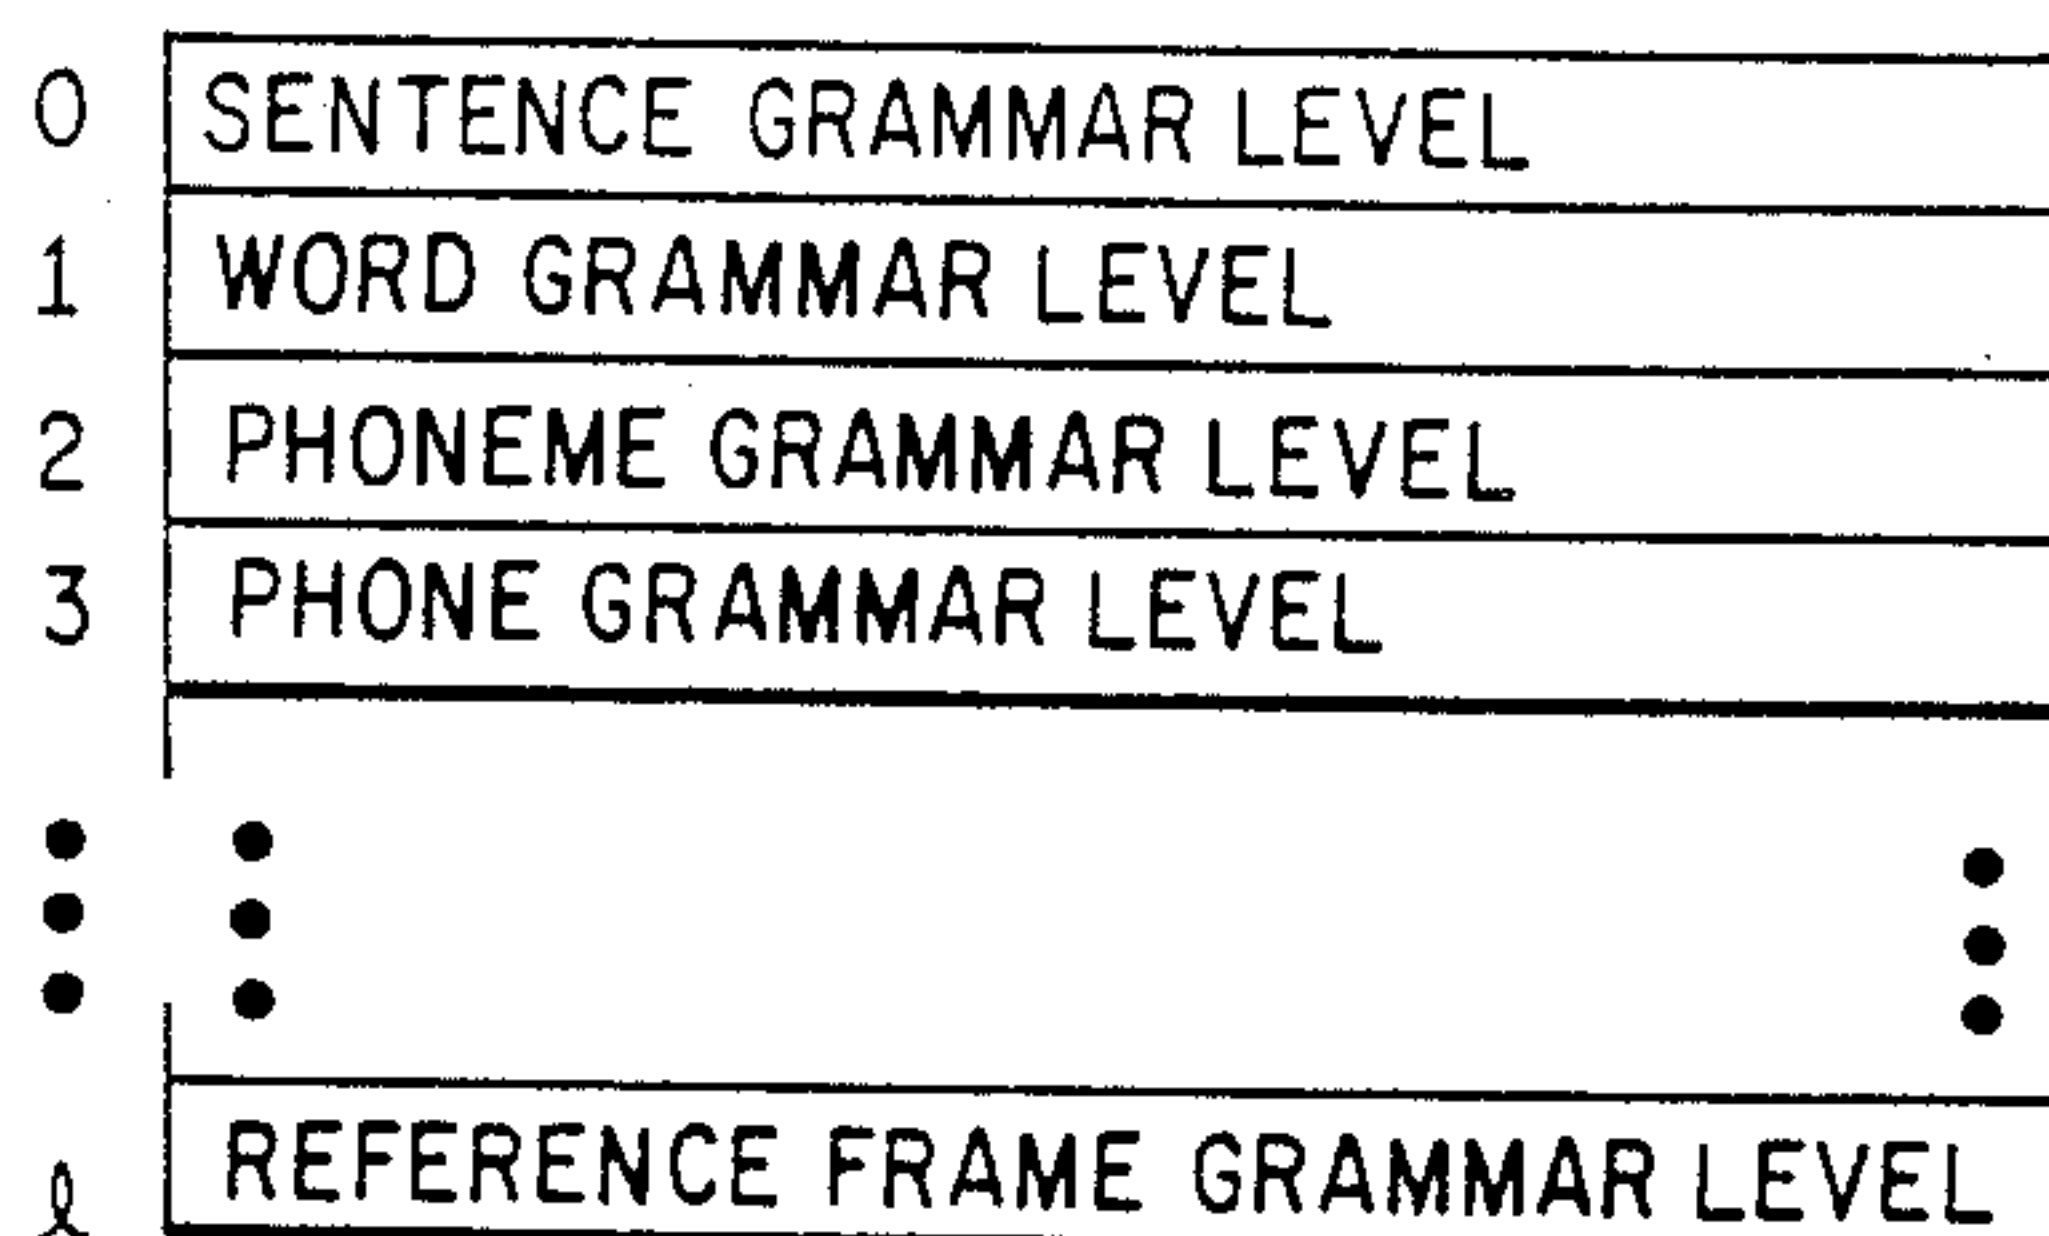 0 SENTENCE GRAMMAR LEVEL
1 WORD GRAMMAR LEVEL
2 PHONEME GRAMMAR LEVEL
3 PHONE GRAMMAR LEVEL
ℓ REFERENCE FRAME GRAMMAR LEVEL